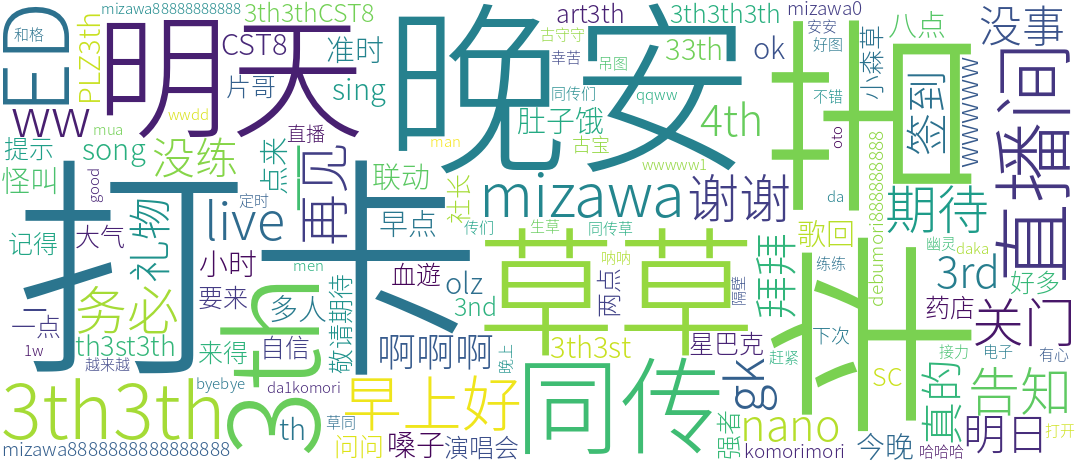 mizawa88888888888
3th3thCST8
art3th
3th3th3th
mizawa0
和格
ED
PLZ3th
明天
CST8
准时
晚安
古守守
幸苦
33th
ok
安安
好图
八点
没事
片哥
sing
吊图
同传们
qqww
不错
小森草
上播
签到
直播间
ww
wwdd
mua
直播
man
肚子饿
古宝
4th
oto
wwwwwwww
提示
song
没练
点来
再见
联动
wwwww1
怪叫
good
定时
早点
社长
mizawa
谢谢
da
debumori888888888
期待
打卡
礼物
live
传们
生草
同传草
歌回
幽灵
daka
记得
大气
小时
men
血遊
olz
草草
呐呐
拜拜
练练
3rd
好多
务必
要来
多人
敬请期待
3nd
两点
隔壁
药店
关门
一点
th3st3th
3th
来得
自信
啊啊啊
3th3st
星巴克
下次
1w
越来越
晚上
赶紧
接力
电子
有心
3th3th
byebye
da1komori
早上好
同传
gk
sc
真的
告知
th
草同
强者
nano
mizawa8888888888888888
问问
嗓子
演唱会
komorimori
今晚
哈哈哈
明日
打开